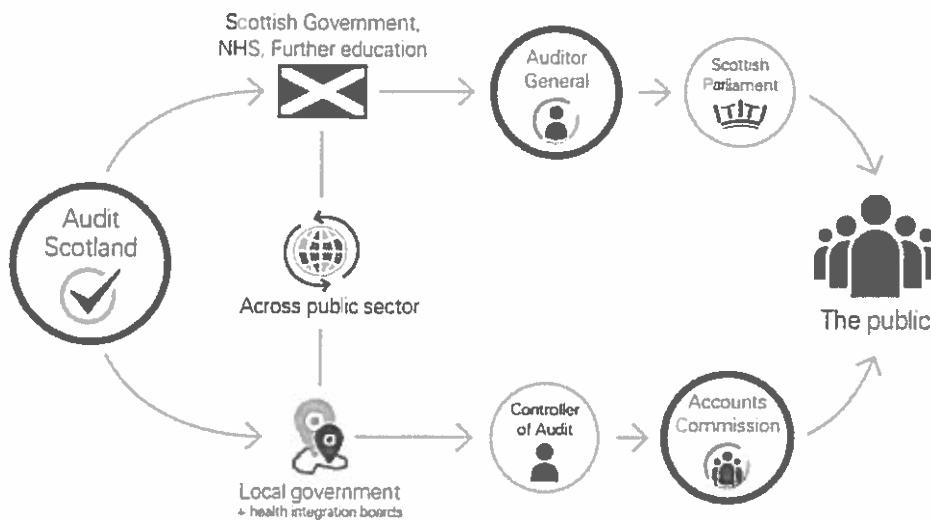 Scottish Government,
NHS, Further education
Auditor
General
Scottish
Parliament
Audit
Scotland
Across public sector
The public
Controller
of Audit
Accounts
Commission
Local government
+ health integration boards